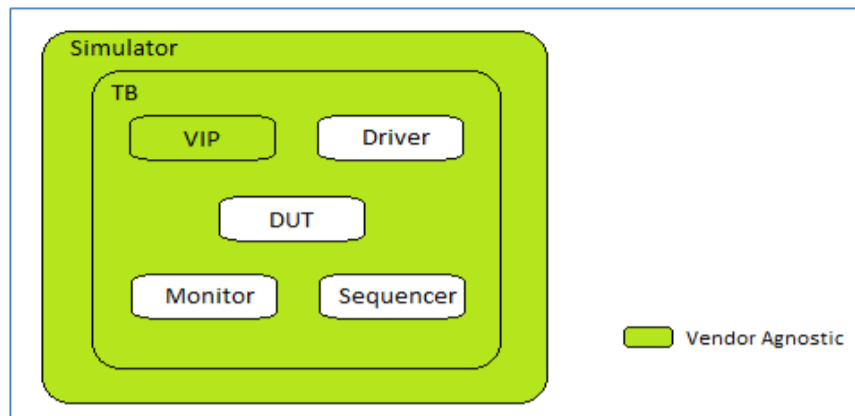 Simulator
TB
VIP
Driver
DUT
Monitor
Sequencer
Vendor Agnostic